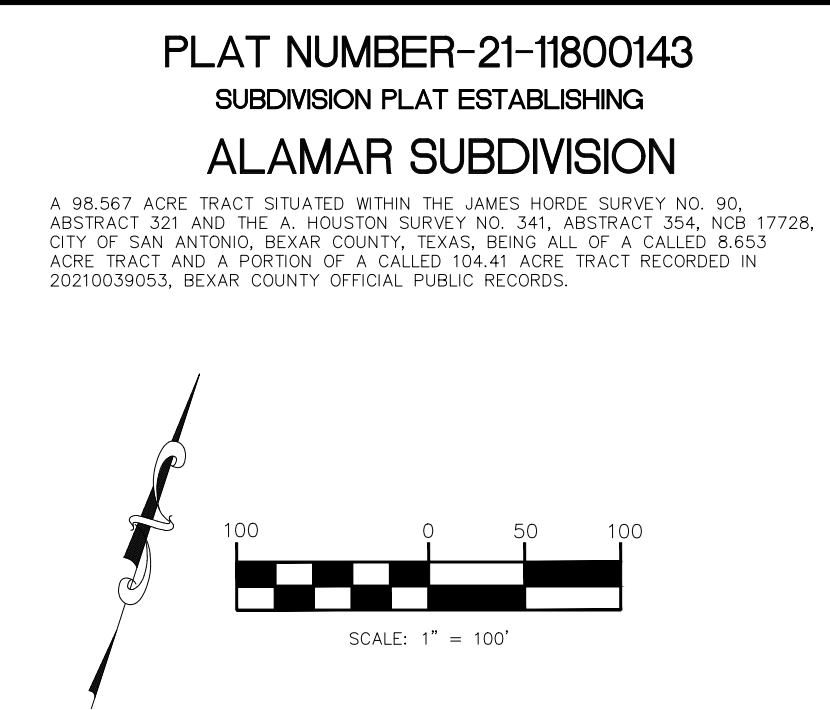 PLAT NUMBER-21-11800143
SUBDIVISION PLAT ESTABLISHING
ALAMAR SUBDIVISION
A 98.567 ACRE TRACT SITUATED WITHIN THE JAMES HORDE SURVEY NO. 90,
ABSTRACT 321 AND THE A. HOUSTON SURVEY NO. 341, ABSTRACT 354, NCB 17728,
CITY OF SAN ANTONIO, BEXAR COUNTY, TEXAS, BEING ALL OF A CALLED 8.653
ACRE TRACT AND A PORTION OF A CALLED 104.41 ACRE TRACT RECORDED IN
20210039053, BEXAR COUNTY OFFICIAL PUBLIC RECORDS.
100 0 50 100
SCALE: 1" = 100'